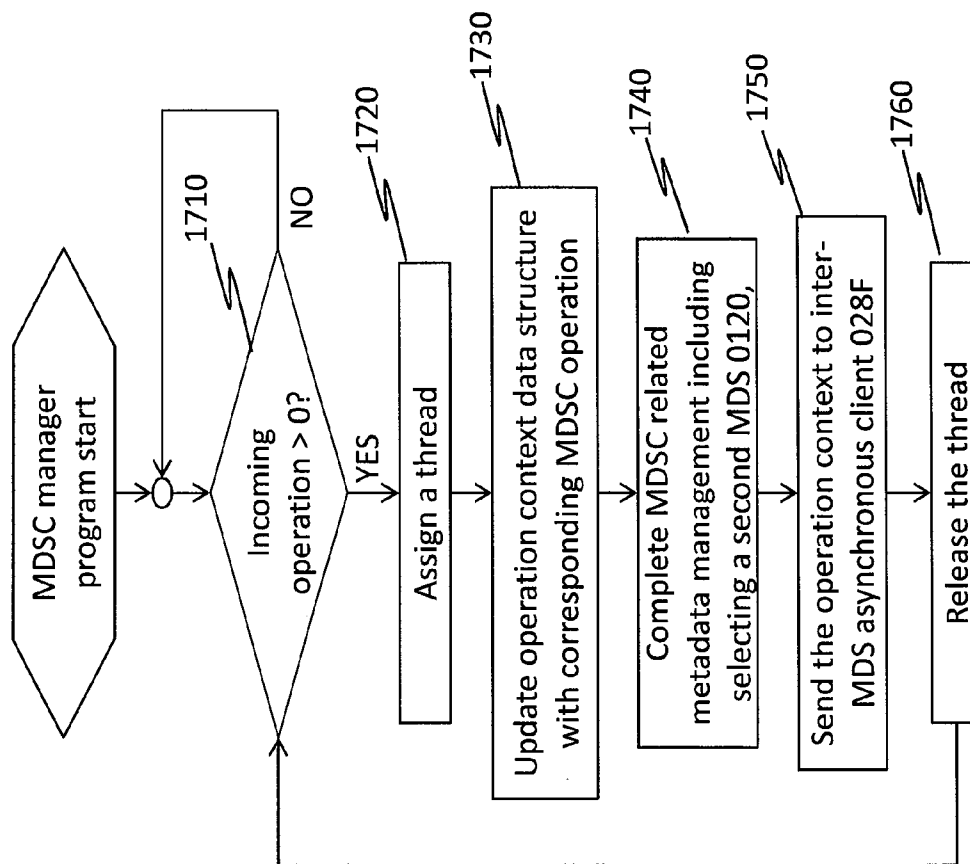 MDSC manager
program start
1710
Incoming
operation > 0?
NO
YES
1720
Assign a thread
1730
Update operation context data structure
with corresponding MDSC operation
1740
Complete MDSC related
metadata management including
selecting a second MDS 0120,
1750
Send the operation context to inter-
MDS asynchronous client 028F
1760
Release the thread